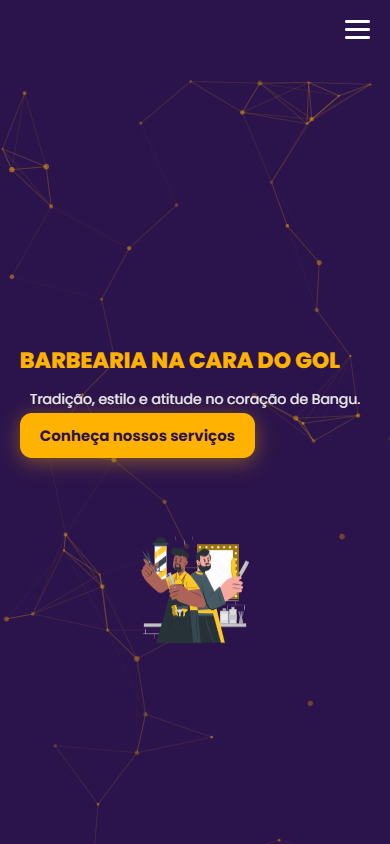 BARBEARIA NA CARA DO GOL
Tradição, estilo e atitude no coração de Bangu.
Conheça nossos serviços